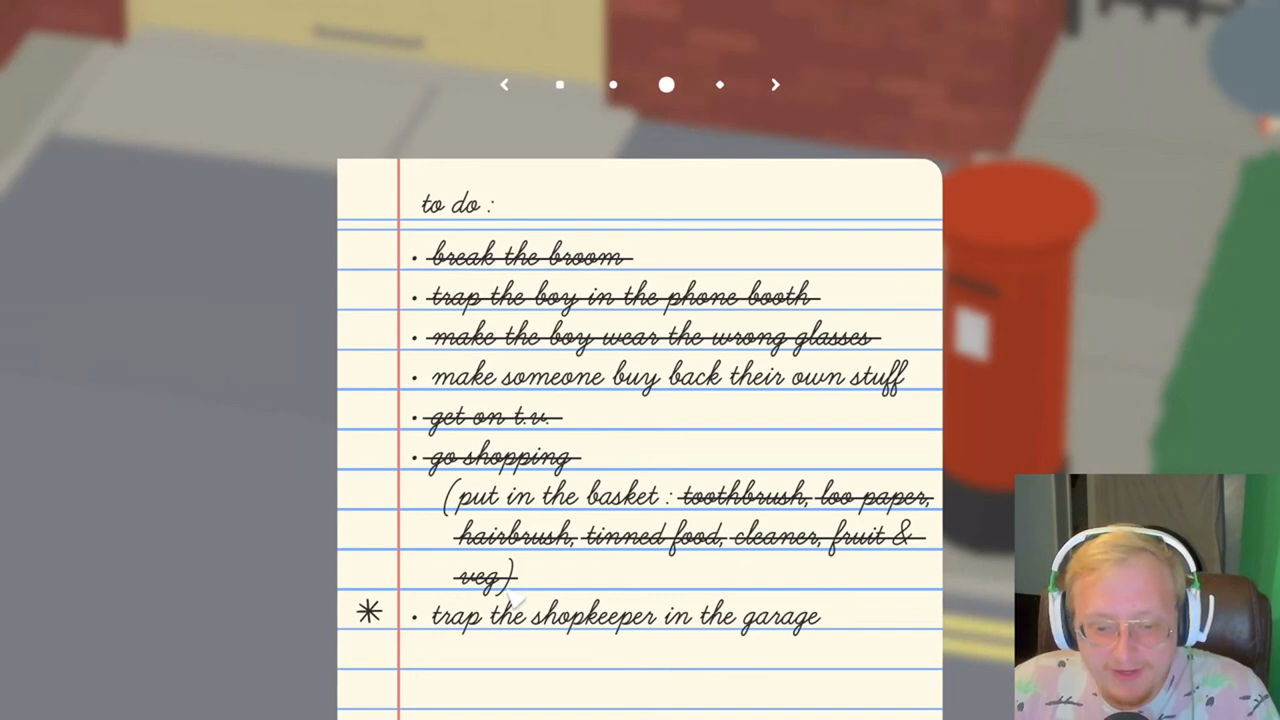 to do :
• break the broom
• trap the boy in the phone booth
• make the boy wear the wrong glasses
• make someone buy back their own stuff
• get on t.v.
• go shopping
(put in the basket : toothbrush, loo paper,
hairbrush, tinned food, cleaner, fruit &
veg)
* • trap the shopkeeper in the garage